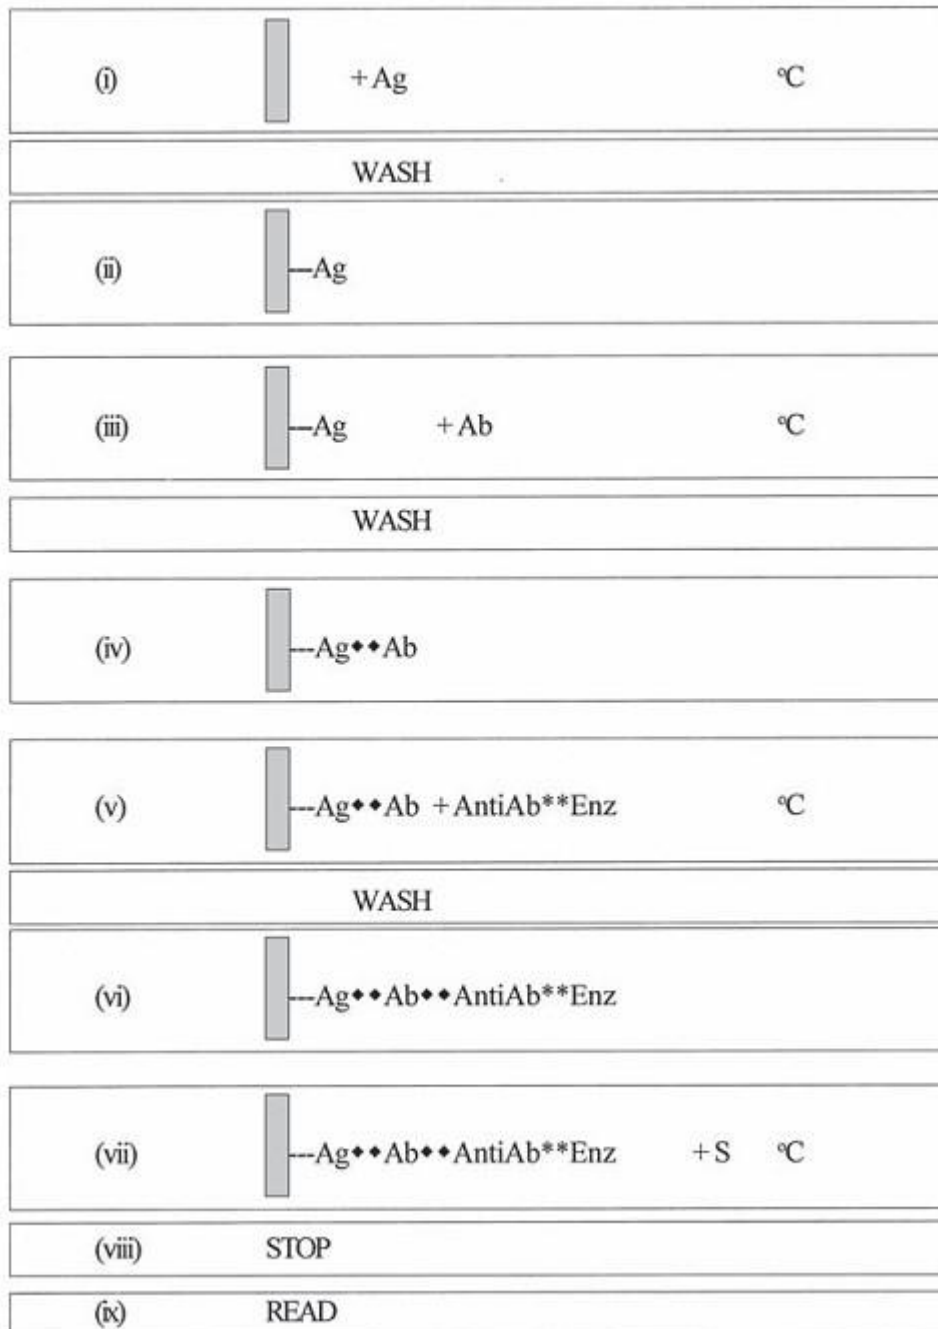 (i) + Ag °C
WASH
(ii) ---Ag
(iii) ---Ag + Ab °C
WASH
(iv) ---Ag◆◆Ab
(v) ---Ag◆◆Ab + AntiAb**Enz °C
WASH
(vi) ---Ag◆◆Ab◆◆AntiAb**Enz
(vii) ---Ag◆◆Ab◆◆AntiAb**Enz + S °C
(viii) STOP
(ix) READ